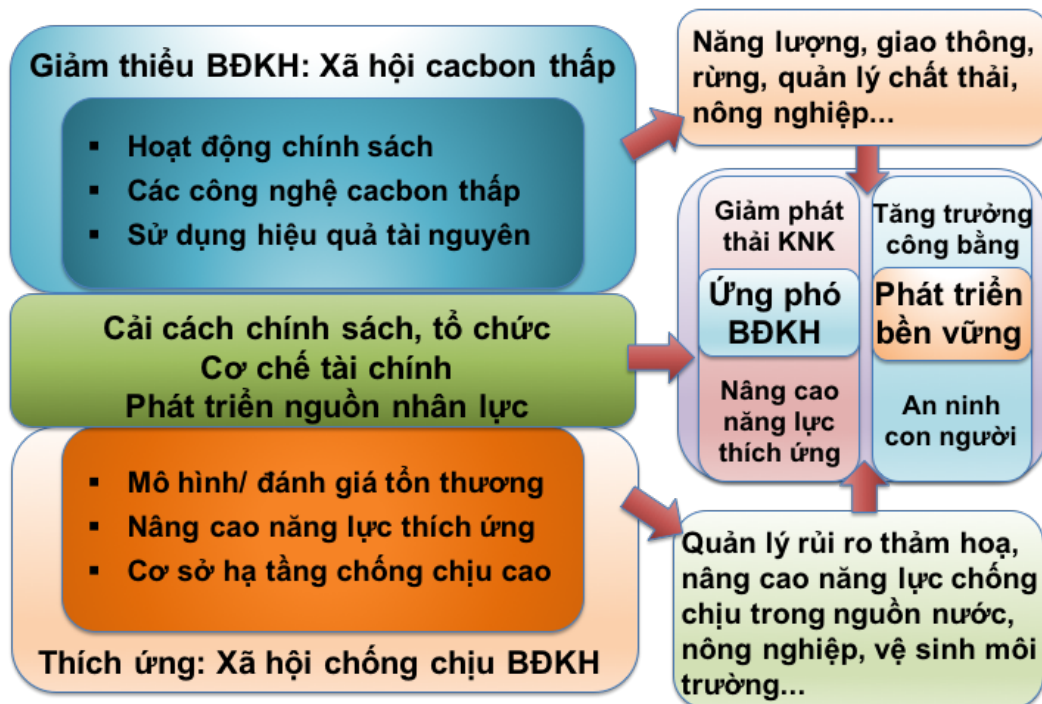 Giảm thiểu BĐKH: Xã hội cacbon thấp
▪ Hoạt động chính sách
▪ Các công nghệ cacbon thấp
▪ Sử dụng hiệu quả tài nguyên
Cải cách chính sách, tổ chức
Cơ chế tài chính
Phát triển nguồn nhân lực
▪ Mô hình/ đánh giá tổn thương
▪ Nâng cao năng lực thích ứng
▪ Cơ sở hạ tầng chống chịu cao
Thích ứng: Xã hội chống chịu BĐKH
Năng lượng, giao thông,
rừng, quản lý chất thải,
nông nghiệp...
Giảm phát
thải KNK
Ứng phó
BĐKH
Nâng cao
năng lực
thích ứng
Tăng trưởng
công bằng
Phát triển
bền vững
An ninh
con người
Quản lý rủi ro thảm hoạ,
nâng cao năng lực chống
chịu trong nguồn nước,
nông nghiệp, vệ sinh môi
trường...